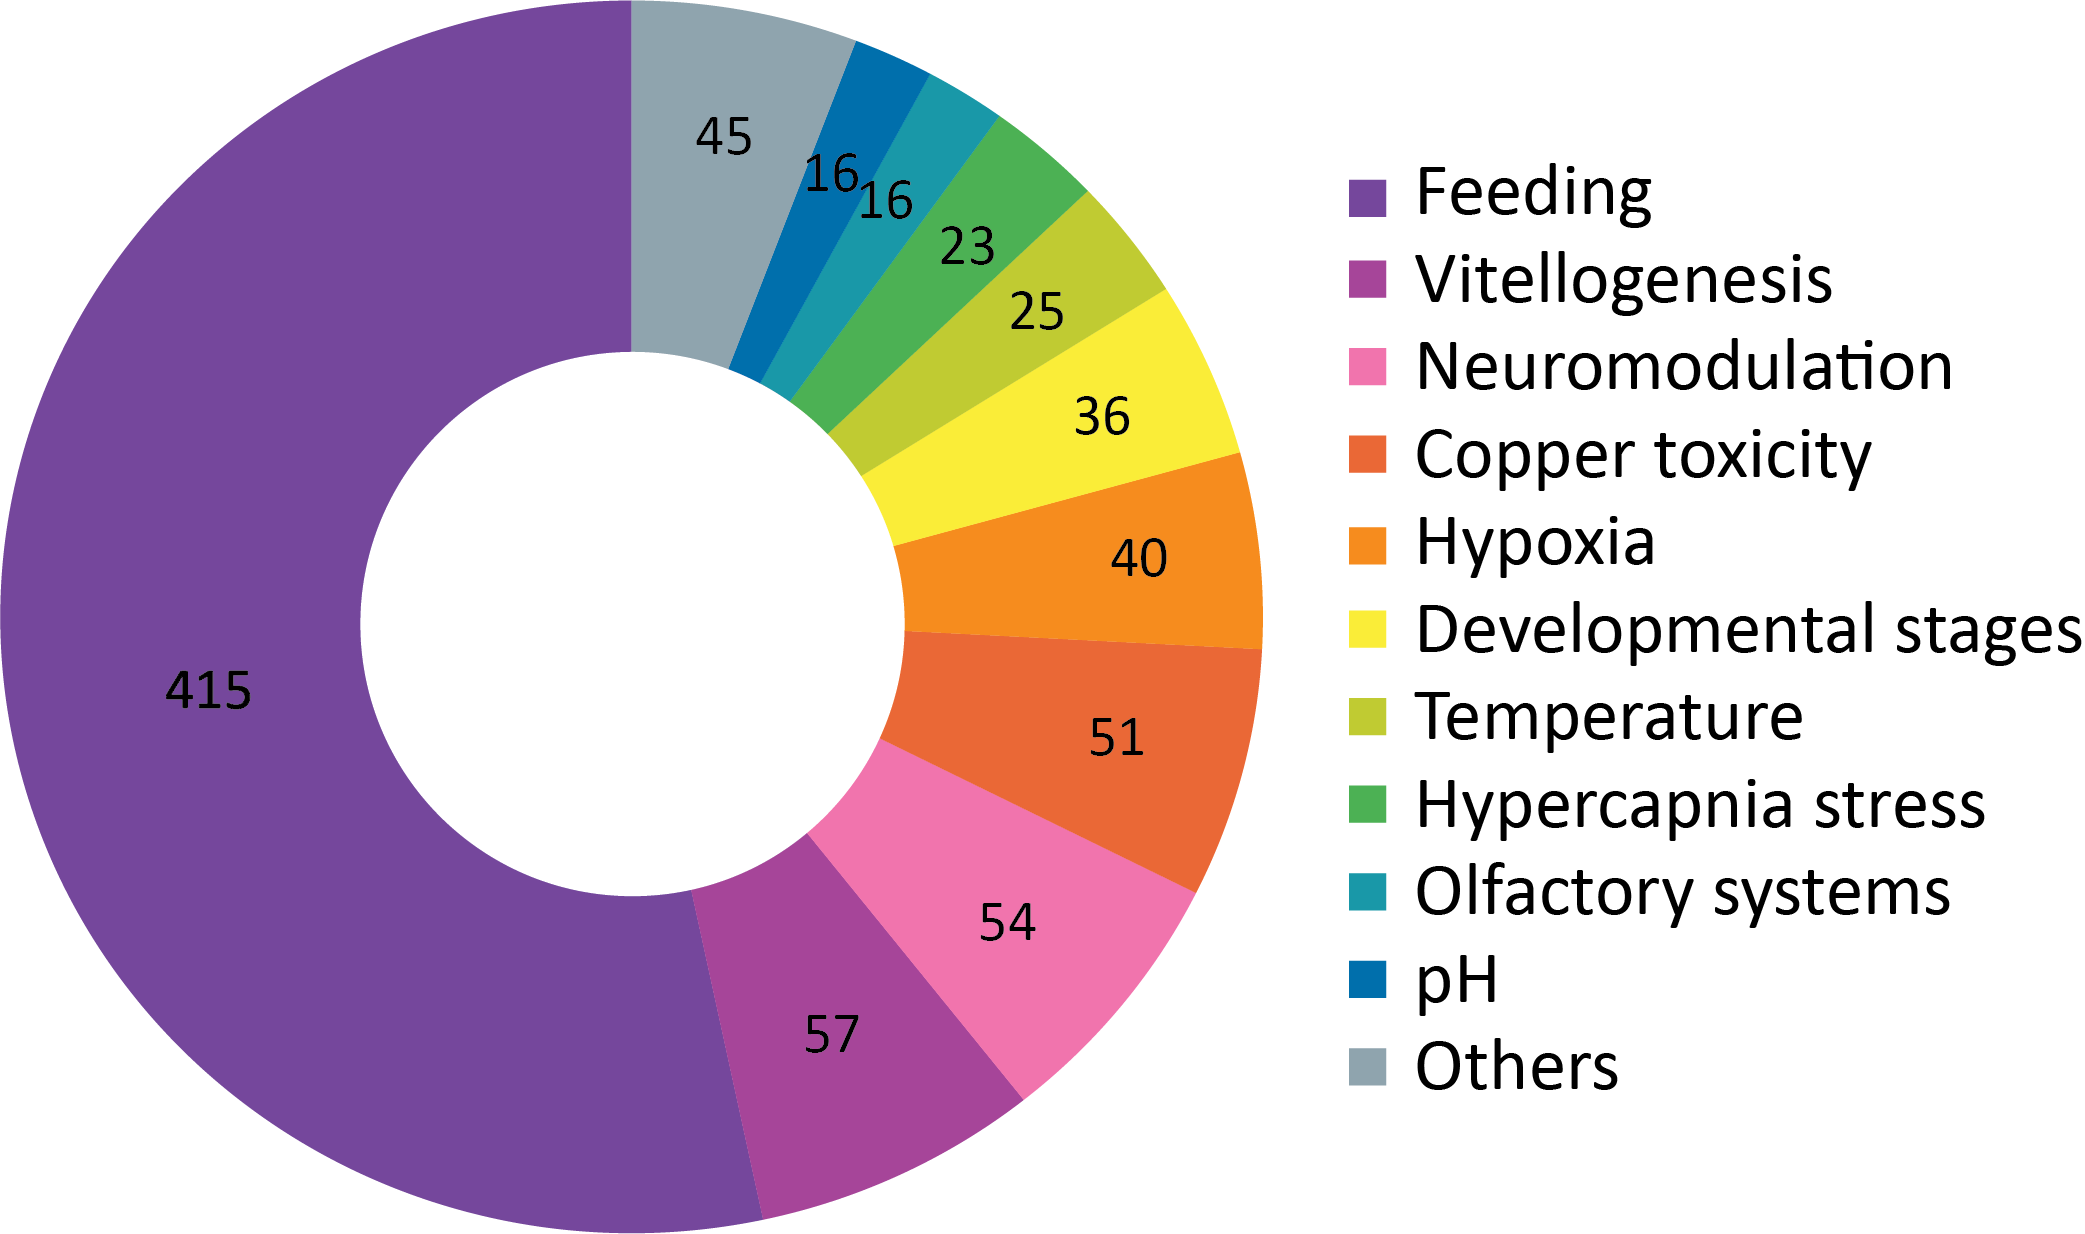 45
16
16
23
25
36
40
51
54
57
415
Feeding
Vitellogenesis
Neuromodulation
Copper toxicity
Hypoxia
Developmental stages
Temperature
Hypercapnia stress
Olfactory systems
pH
Others